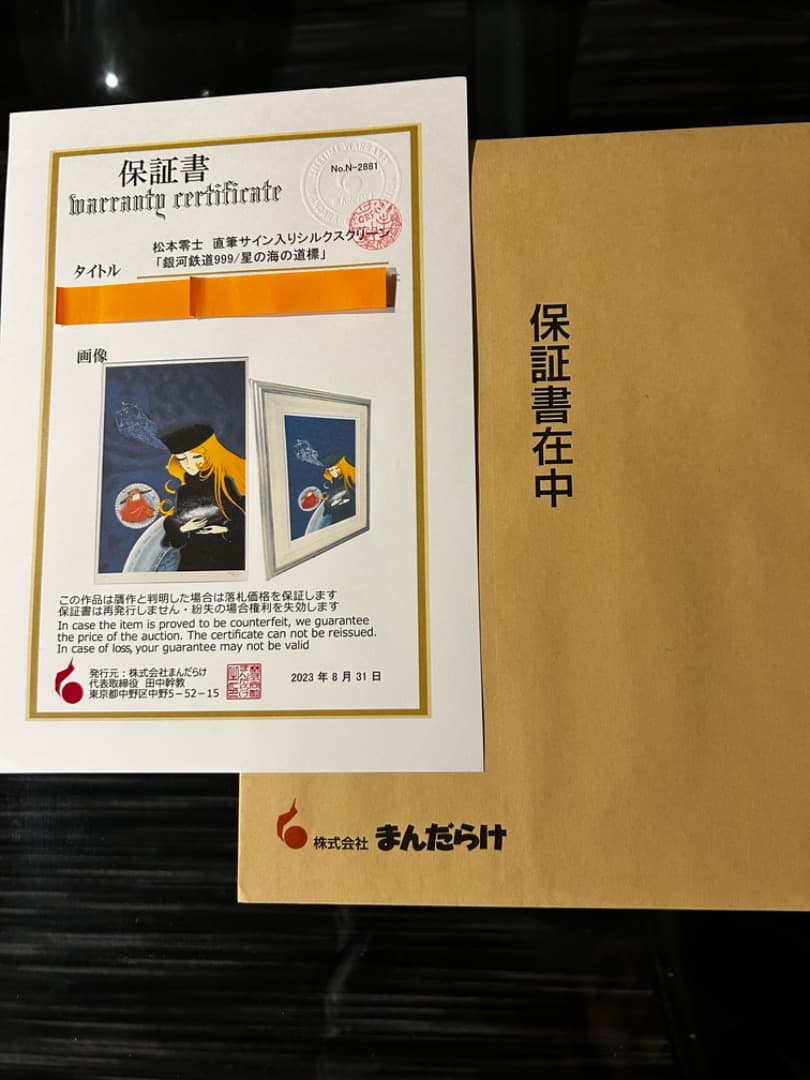 保証書
warranty certificate
No.N-2881
松本零士 直筆サイン入りシルクスクリーン
タイトル 「銀河鉄道999/星の海の道標」
画像
この作品は贋作と判明した場合は落札価格を保証します
保証書は再発行しません・紛失の場合権利を失効します
In case the item is proved to be counterfeit, we guarantee
the price of the auction. The certificate can not be reissued.
In case of loss, your guarantee may not be valid
発行元：株式会社まんだらけ
代表取締役 田中幹教
東京都中野区中野5－52－15
2023 年 8 月 31 日
保証書在中
株式会社 まんだらけ